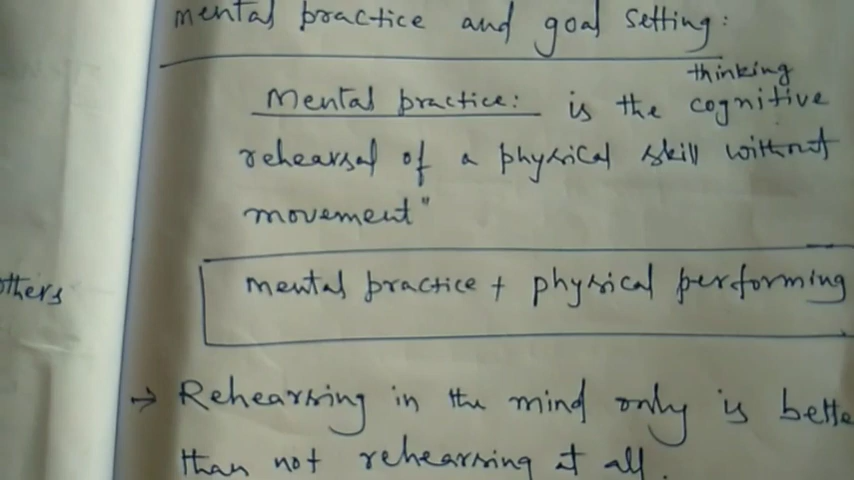 mental practice and goal setting:
thinking
Mental practice: is the cognitive
rehearsal of a physical skill without
movement"
others
mental practice + physical performing
→ Rehearsing in the mind only is bette
than not rehearsing at all.